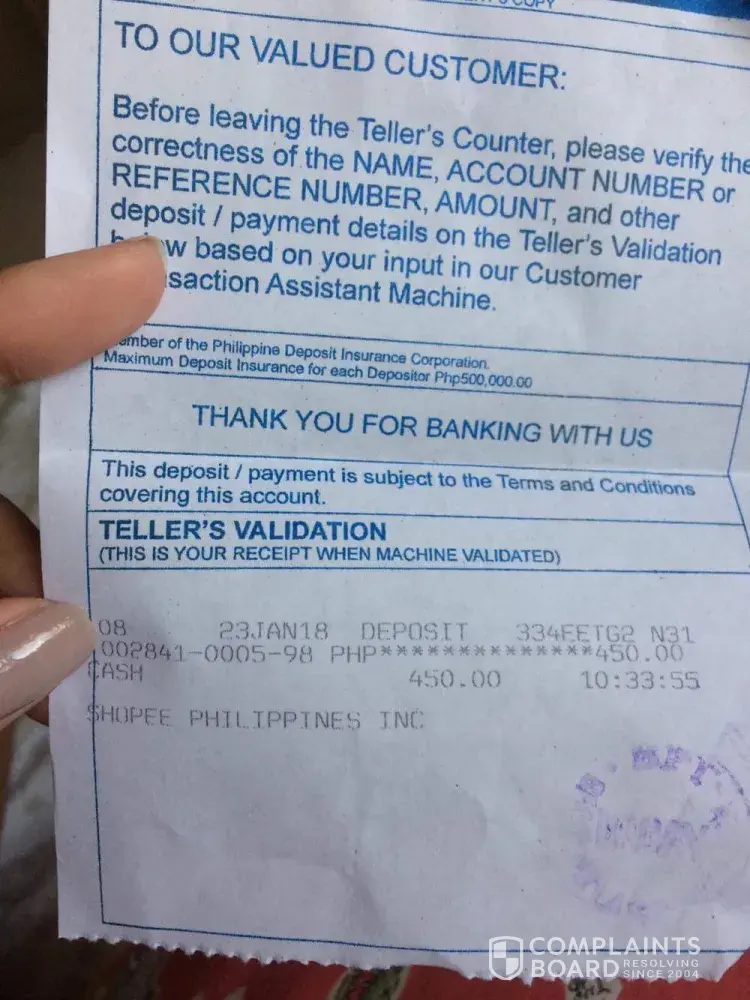 COPY
TO OUR VALUED CUSTOMER:
Before leaving the Teller's Counter, please verify the
correctness of the NAME, ACCOUNT NUMBER or
REFERENCE NUMBER, AMOUNT, and other
deposit / payment details on the Teller's Validation
based on your input in our Customer
saction Assistant Machine.
ember of the Philippine Deposit Insurance Corporation.
Maximum Deposit Insurance for each Depositor Php500,000.00
THANK YOU FOR BANKING WITH US
This deposit / payment is subject to the Terms and Conditions
covering this account.
TELLER'S VALIDATION
(THIS IS YOUR RECEIPT WHEN MACHINE VALIDATED)
08 23JAN18 DEPOSIT 334EETG2 N31
002841-0005-98 PHP**************450.00
CASH 450.00 10:33:55
SHOPEE PHILIPPINES INC
COMPLAINTS
BOARD RESOLVING
SINCE 2004